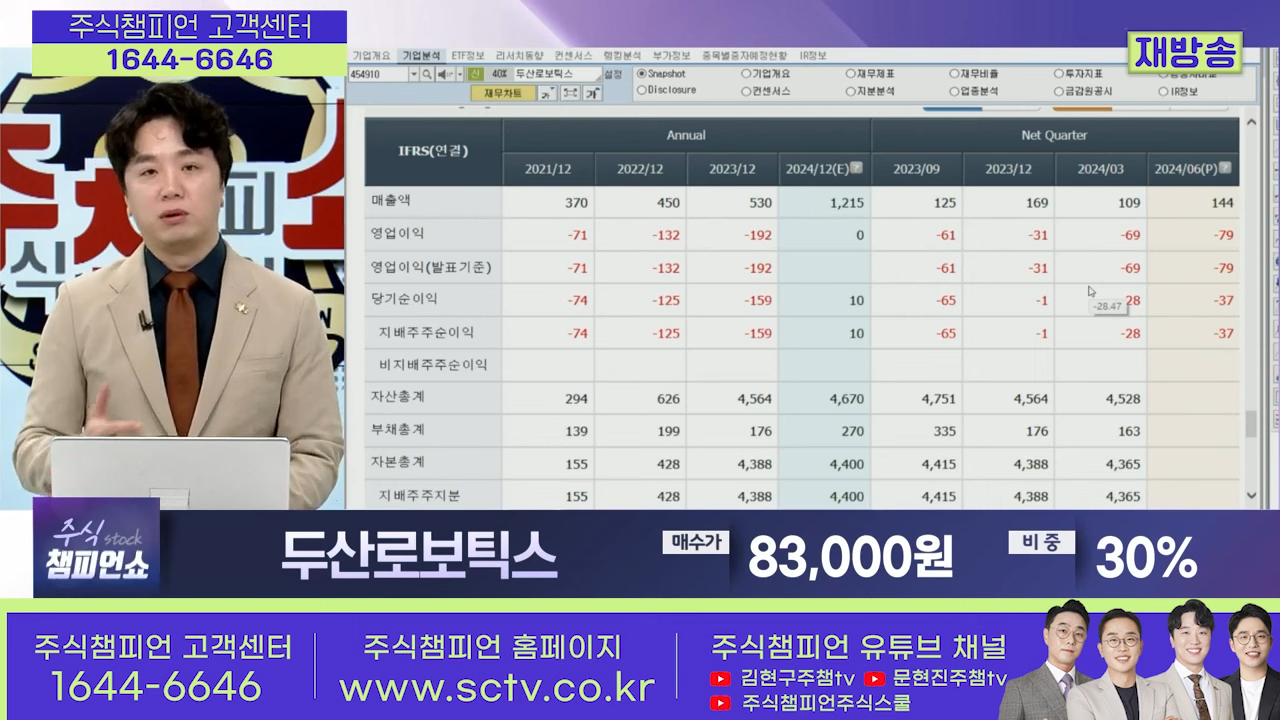 주식챔피언 고객센터
1644-6646
재방송
기업개요 기업분석 ETF정보 리서치동향 컨센서스 랭킹분석 부가정보 종목별증자예정현황 IR정보
454910 신 40% 두산로보틱스 설정
Snapshot 기업개요 재무제표 재무비율 투자지표
Disclosure 컨센서스 지분분석 업종분석 금감원공시 IR정보
재무차트
IFRS(연결) Annual Net Quarter
2021/12 2022/12 2023/12 2024/12(E) 2023/09 2023/12 2024/03 2024/06(P)
매출액 370 450 530 1,215 125 169 109 144
영업이익 -71 -132 -192 0 -61 -31 -69 -79
영업이익(발표기준) -71 -132 -192 -61 -31 -69 -79
당기순이익 -74 -125 -159 10 -65 -1 28 -37
-28.47
지배주주순이익 -74 -125 -159 10 -65 -1 -28 -37
비지배주주순이익
자산총계 294 626 4,564 4,670 4,751 4,564 4,528
부채총계 139 199 176 270 335 176 163
자본총계 155 428 4,388 4,400 4,415 4,388 4,365
지배주주지분 155 428 4,388 4,400 4,415 4,388 4,365
주식 stock
챔피언쇼
두산로보틱스 매수가 83,000원 비중 30%
주식챔피언 고객센터
1644-6646
주식챔피언 홈페이지
www.sctv.co.kr
주식챔피언 유튜브 채널
김현구주챔tv 문현진주챔tv
주식챔피언주식스쿨